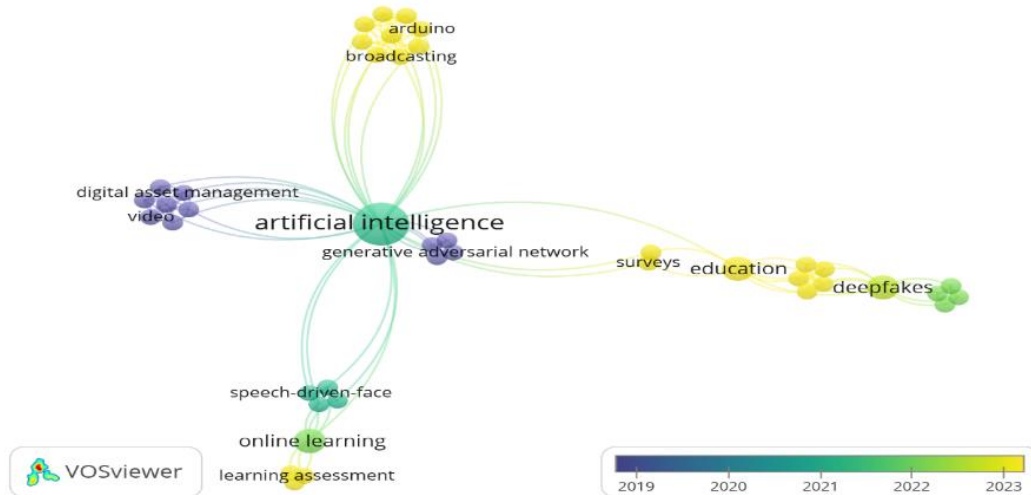 arduino
broadcasting
digital asset management
video
artificial intelligence
generative adversarial network
surveys
education
deepfakes
speech-driven-face
online learning
learning assessment
VOSviewer
2019 2020 2021 2022 2023